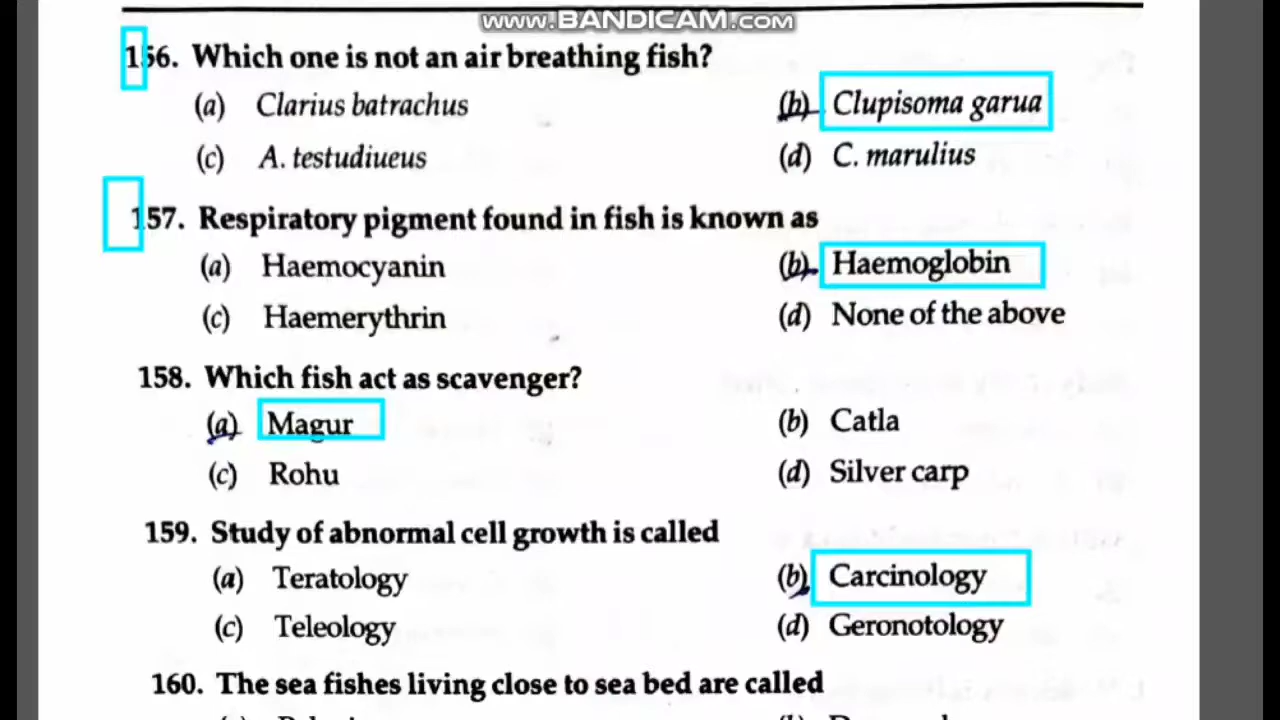 www.BANDICAM.com
156. Which one is not an air breathing fish?
(a) Clarius batrachus (b) Clupisoma garua
(c) A. testudiueus (d) C. marulius
157. Respiratory pigment found in fish is known as
(a) Haemocyanin (b) Haemoglobin
(c) Haemerythrin (d) None of the above
158. Which fish act as scavenger?
(a) Magur (b) Catla
(c) Rohu (d) Silver carp
159. Study of abnormal cell growth is called
(a) Teratology (b) Carcinology
(c) Teleology (d) Geronotology
160. The sea fishes living close to sea bed are called